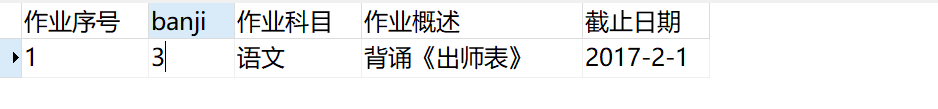 作业序号 banji 作业科目 作业概述 截止日期
1 3 语文 背诵《出师表》 2017-2-1